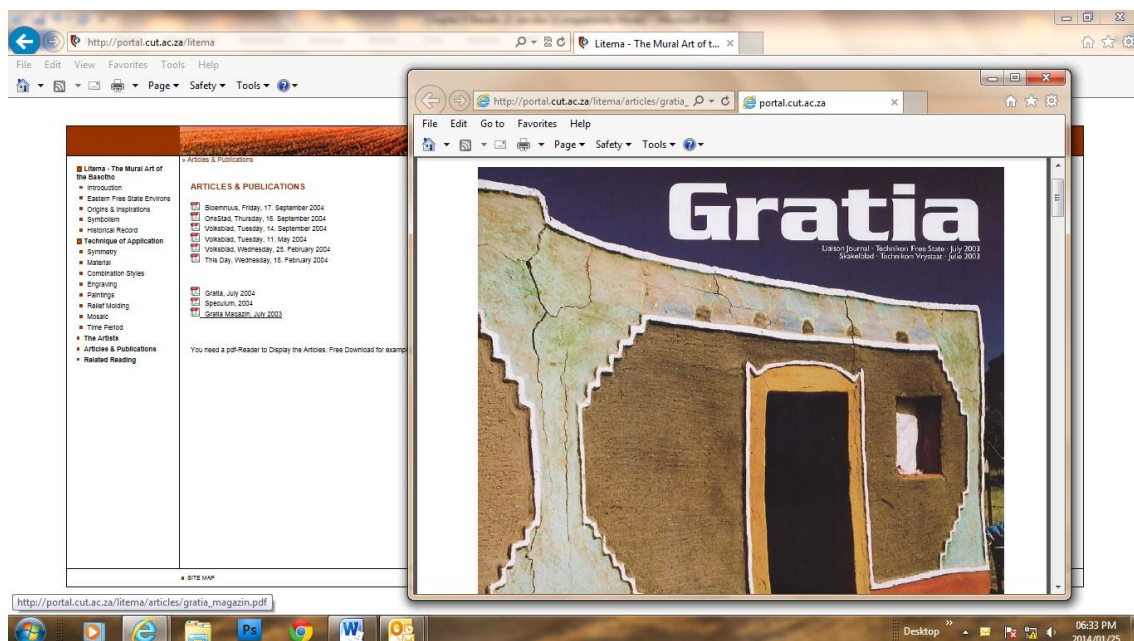 http://portal.cut.ac.za/litema
Litema - The Mural Art of t...
File Edit View Favorites Tools Help
Page Safety Tools
» Articles & Publications
Litema - The Mural Art of the Basotho
Introduction
Eastern Free State Environs
Origins & Inspirations
Symbolism
Historical Record
Technique of Application
Symmetry
Material
Combination Styles
Engraving
Paintings
Relief Molding
Mosaic
Time Period
The Artists
Articles & Publications
Related Reading
ARTICLES & PUBLICATIONS
Bloemnuus, Friday, 17. September 2004
OnsStad, Thursday, 16. September 2004
Volksblad, Tuesday, 14. September 2004
Volksblad, Tuesday, 11. May 2004
Volksblad, Wednesday, 25. February 2004
This Day, Wednesday, 18. February 2004
Gratia, July 2004
Speculum, 2004
Gratia Magazin, July 2003
You need a pdf-Reader to Display the Articles. Free Download for examp
SITE MAP
http://portal.cut.ac.za/litema/articles/gratia_
portal.cut.ac.za
File Edit Go to Favorites Help
Page Safety Tools
Gratia
Liaison Journal · Technikon Free State · July 2003
Skakelblad · Technikon Vrystaat · Julie 2003
http://portal.cut.ac.za/litema/articles/gratia_magazin.pdf
Ps
W
Desktop
06:33 PM
2014/01/25